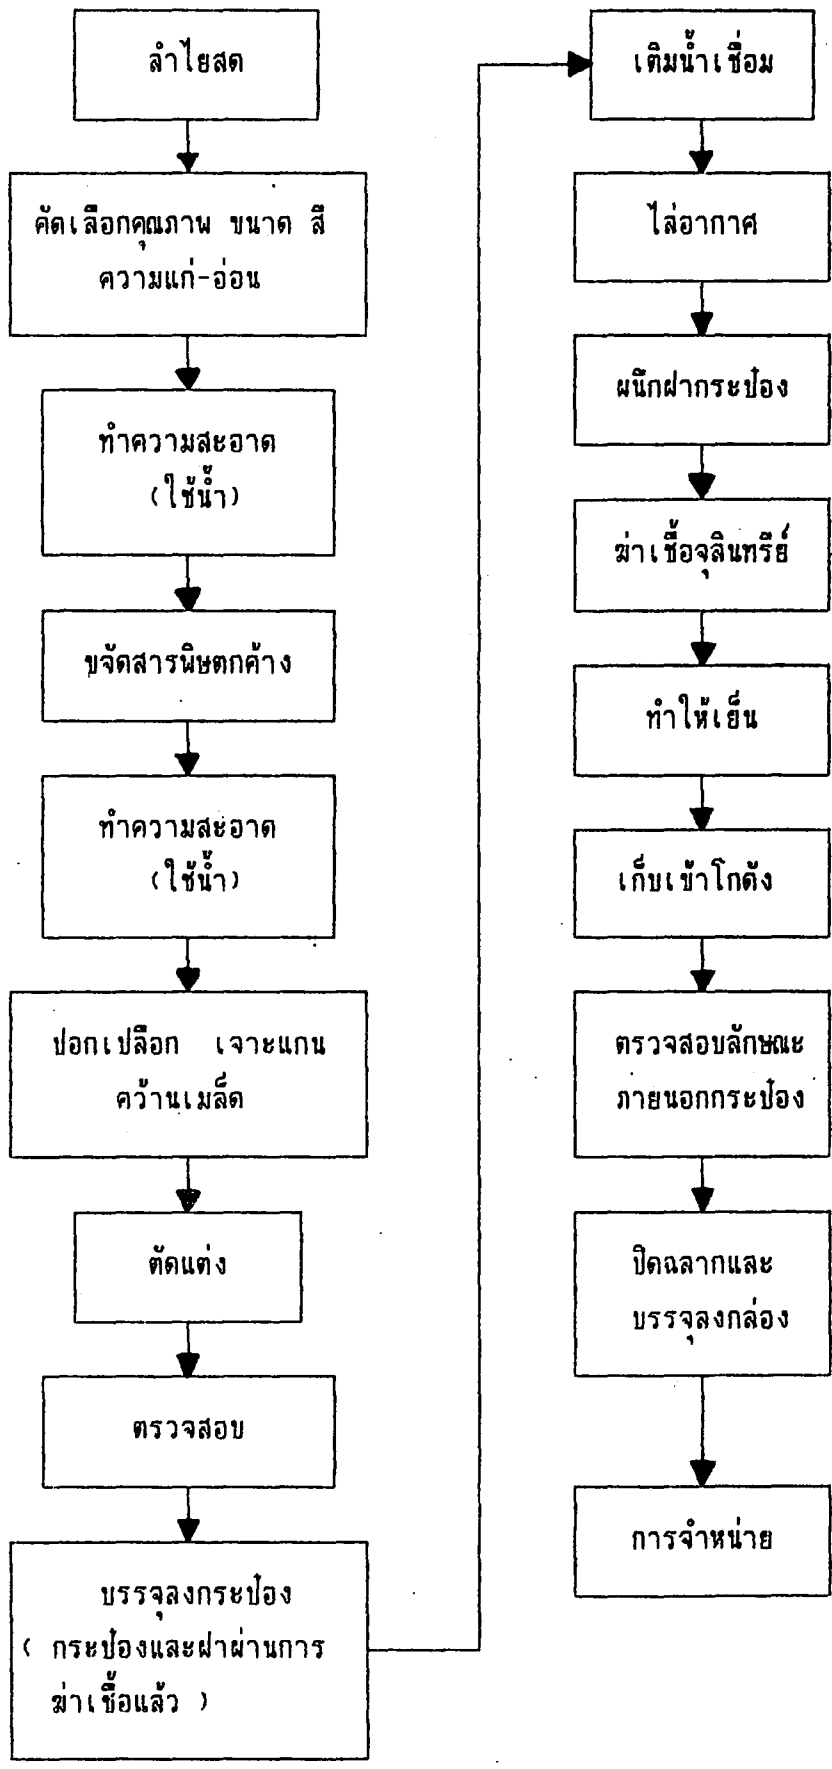 ลำไยสด
คัดเลือกคุณภาพ ขนาด สี
ความแก่-อ่อน
ทำความสะอาด
(ใช้น้ำ)
ขจัดสารพิษตกค้าง
ทำความสะอาด
(ใช้น้ำ)
ปอกเปลือก เจาะแกน
คว้านเมล็ด
ตัดแต่ง
ตรวจสอบ
บรรจุลงกระป๋อง
( กระป๋องและฝาผ่านการ
ฆ่าเชื้อแล้ว )
เติมน้ำเชื่อม
ไล่อากาศ
ผนึกฝากระป๋อง
ฆ่าเชื้อจุลินทรีย์
ทำให้เย็น
เก็บเข้าโกดัง
ตรวจสอบลักษณะ
ภายนอกกระป๋อง
ปิดฉลากและ
บรรจุลงกล่อง
การจำหน่าย